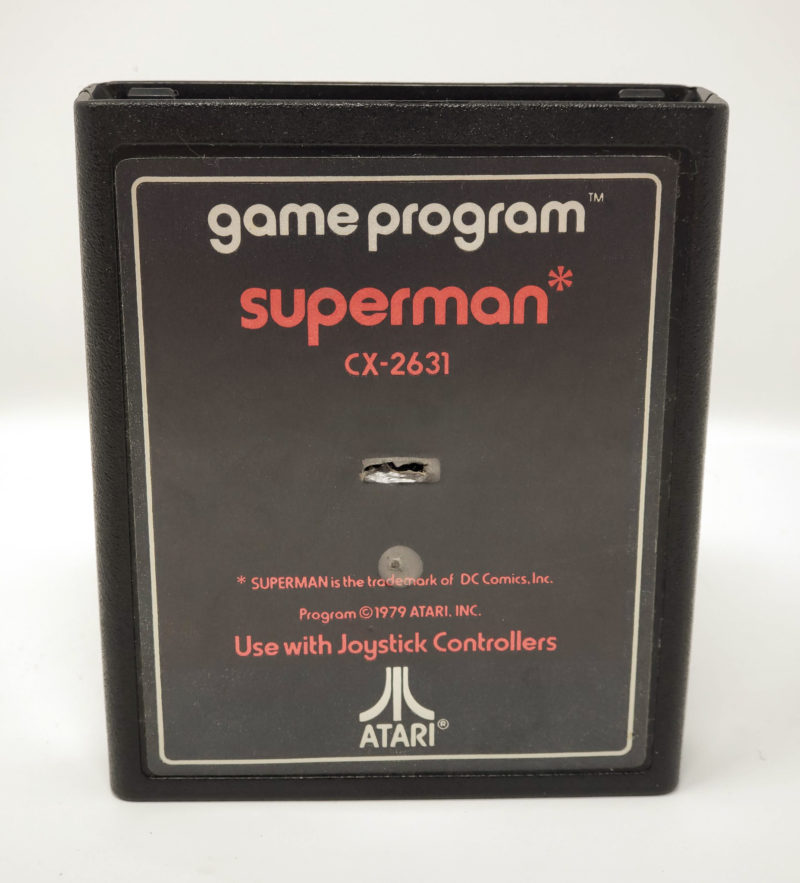 game program™
superman*
CX-2631
* SUPERMAN is the trademark of DC Comics, Inc.
Program ©1979 ATARI, INC.
Use with Joystick Controllers
ATARI®